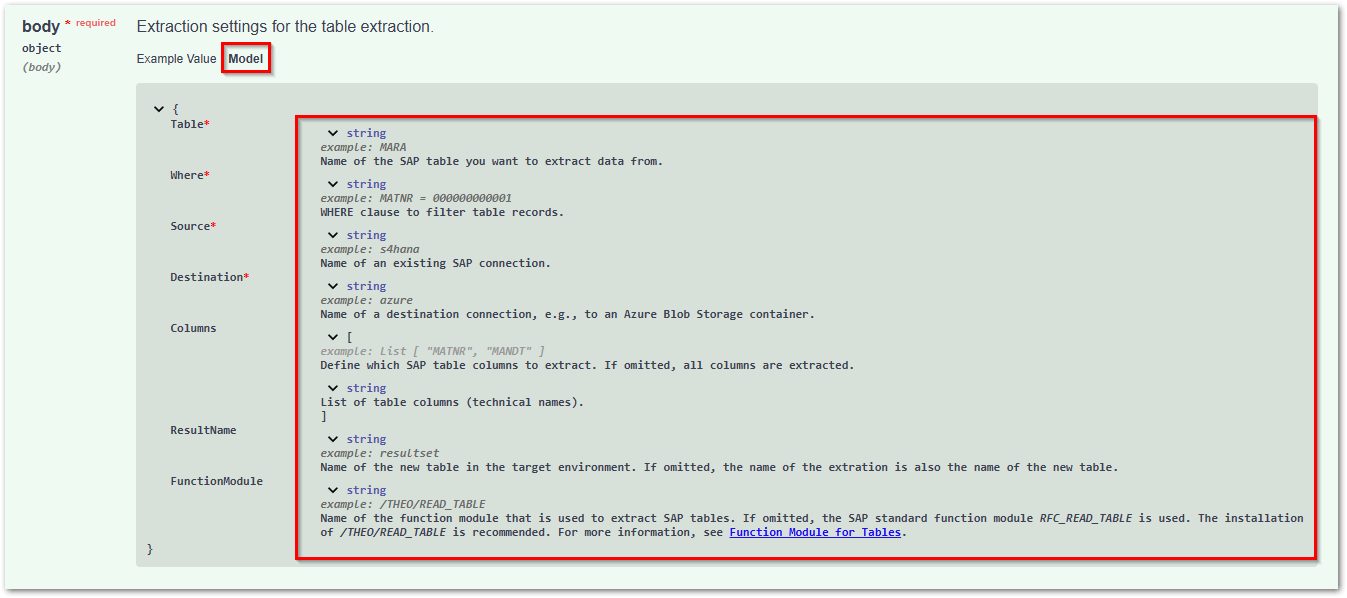 body * required
Extraction settings for the table extraction.
object
(body)
Example Value Model
{
Table*
string
example: MARA
Name of the SAP table you want to extract data from.
Where*
string
example: MATNR = 000000000001
WHERE clause to filter table records.
Source*
string
example: s4hana
Name of an existing SAP connection.
Destination*
string
example: azure
Name of a destination connection, e.g., to an Azure Blob Storage container.
Columns
[
example: List [ "MATNR", "MANDT" ]
Define which SAP table columns to extract. If omitted, all columns are extracted.
string
List of table columns (technical names).
]
ResultName
string
example: resultset
Name of the new table in the target environment. If omitted, the name of the extration is also the name of the new table.
FunctionModule
string
example: /THEO/READ_TABLE
Name of the function module that is used to extract SAP tables. If omitted, the SAP standard function module RFC_READ_TABLE is used. The installation
of /THEO/READ_TABLE is recommended. For more information, see Function Module for Tables.
}